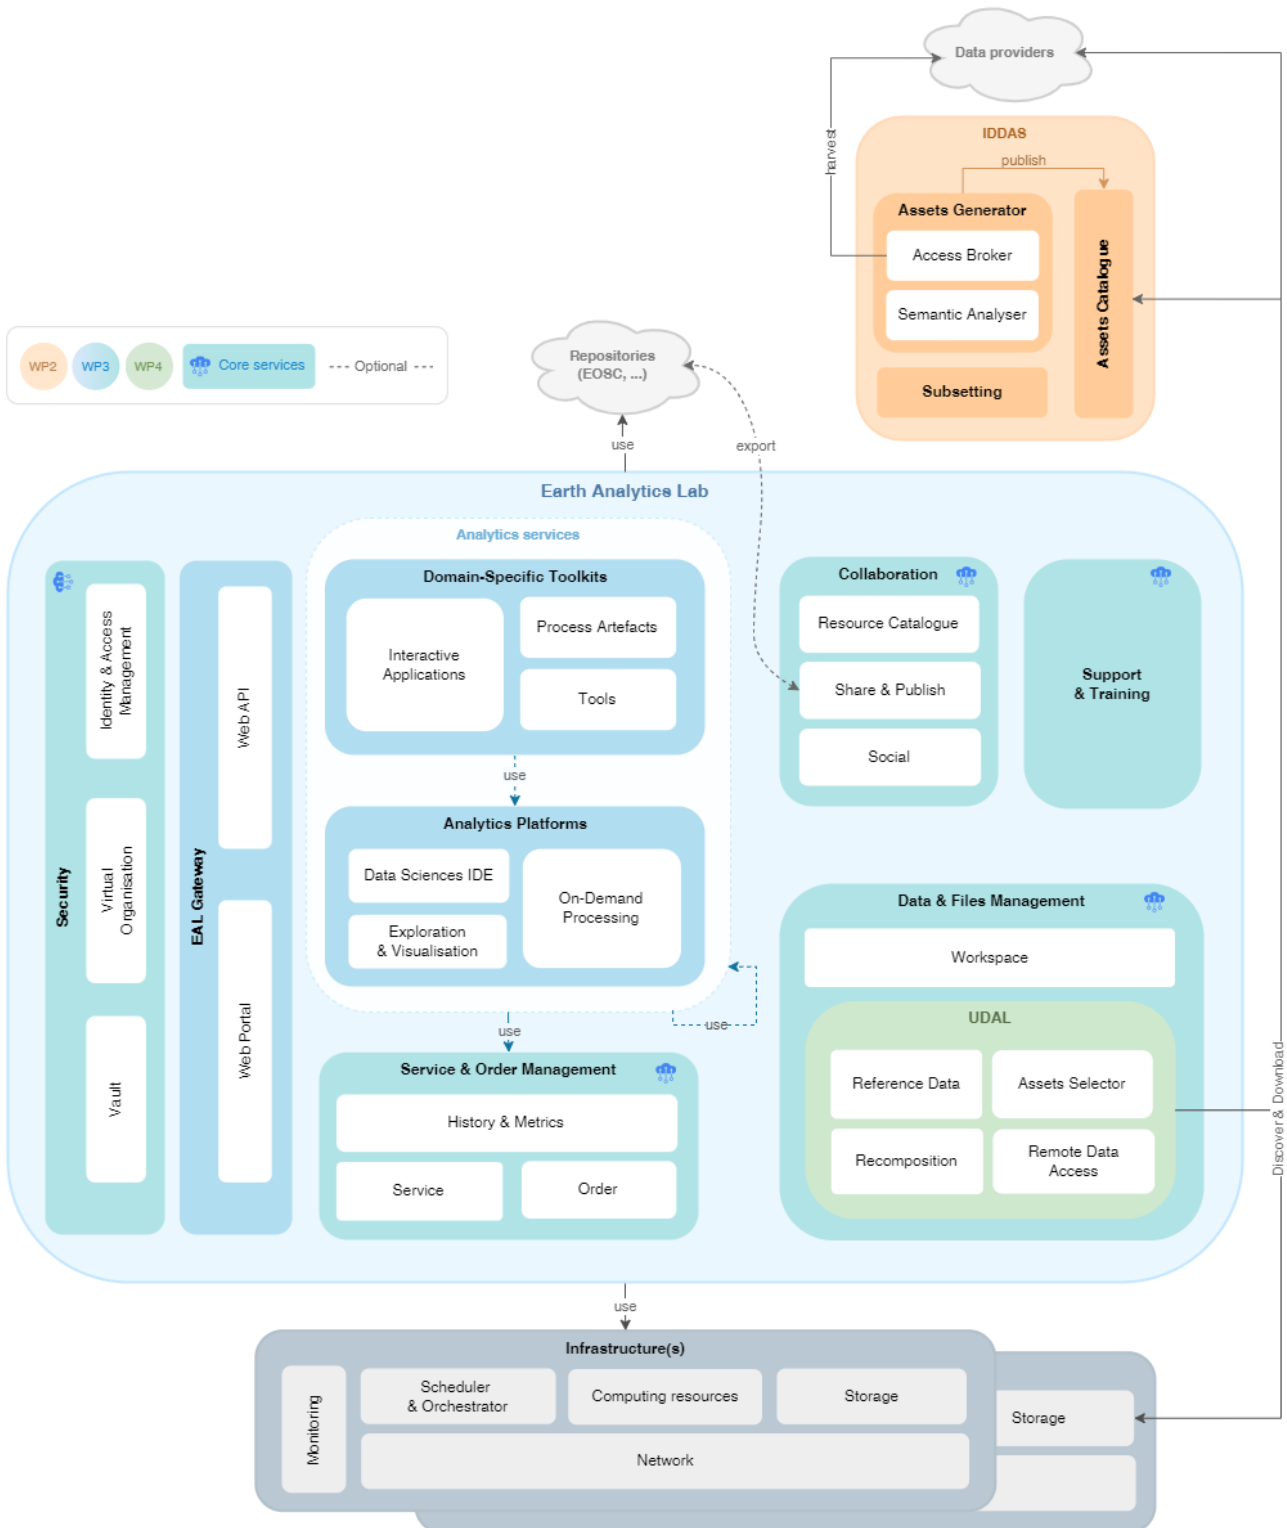 Data providers
harvest
IDDAS
publish
Assets Generator
Access Broker
Semantic Analyser
Assets Catalogue
Subsetting
WP2
WP3
WP4
Core services
Optional
Repositories
(EOSC, ...)
use
export
Earth Analytics Lab
Analytics services
Security
Identity & Access
Management
Virtual
Organisation
Vault
EAL Gateway
Web API
Web Portal
Domain-Specific Toolkits
Interactive
Applications
Process Artefacts
Tools
use
Analytics Platforms
Data Sciences IDE
Exploration
& Visualisation
On-Demand
Processing
use
use
Service & Order Management
History & Metrics
Service
Order
Collaboration
Resource Catalogue
Share & Publish
Social
Support
& Training
Data & Files Management
Workspace
UDAL
Reference Data
Assets Selector
Recomposition
Remote Data
Access
Discover & Download
use
Infrastructure(s)
Monitoring
Scheduler
& Orchestrator
Computing resources
Storage
Network
Storage